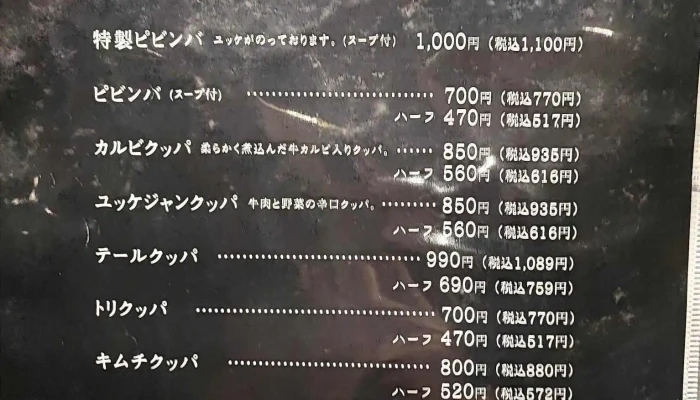 特製ピビンバ ユッケがのっております。(スープ付) 1,000円(税込1,100円)
ピビンバ (スープ付) ………………………… 700円(税込770円)
ハーフ 470円(税込517円)
カルビクッパ 柔らかく煮込んだ牛カルビ入りクッパ。…… 850円(税込935円)
ハーフ 560円(税込616円)
ユッケジャンクッパ 牛肉と野菜の辛口クッパ。……… 850円(税込935円)
ハーフ 560円(税込616円)
テールクッパ ………………………… 990円(税込1,089円)
ハーフ 690円(税込759円)
トリクッパ ………………………… 700円(税込770円)
ハーフ 470円(税込517円)
キムチクッパ ………………………… 800円(税込880円)
ハーフ 520円(税込572円)